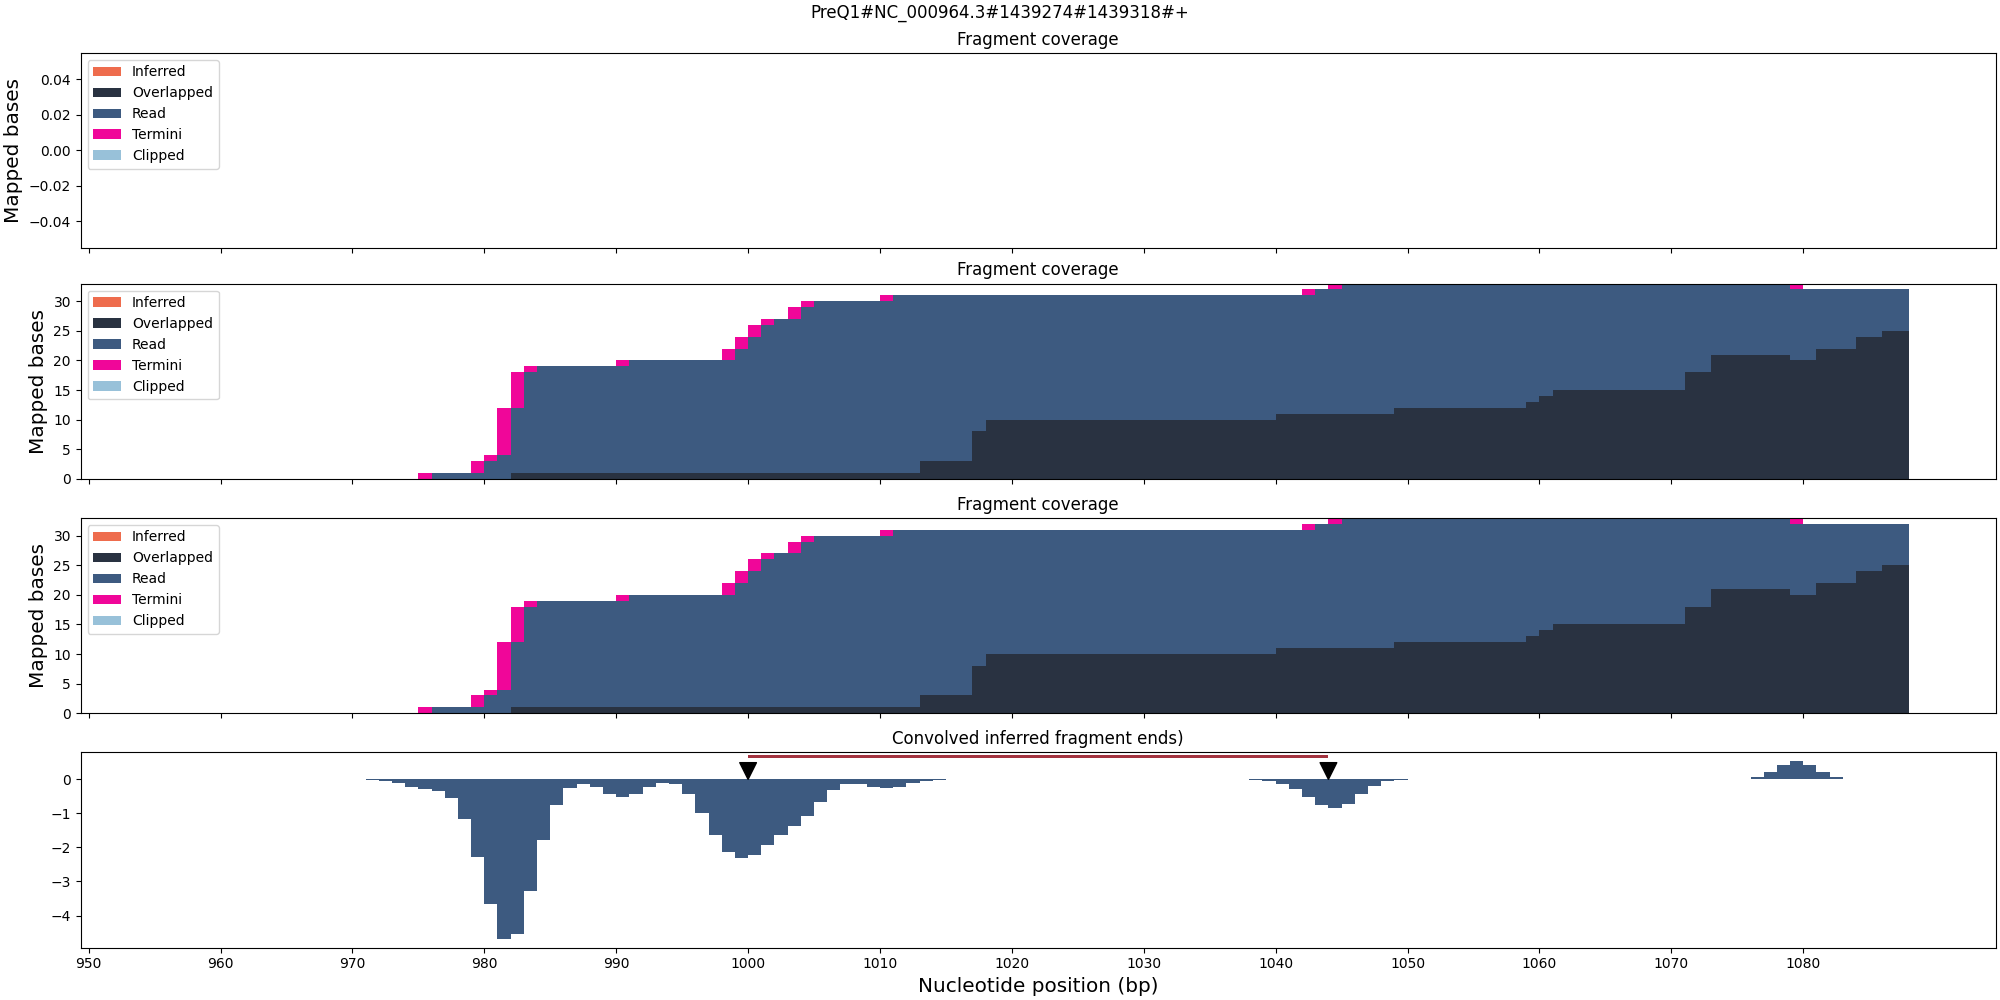 PreQ1#NC_000964.3#1439274#1439318#+
Fragment coverage
Mapped bases
0.04
0.02
0.00
−0.02
−0.04
Inferred
Overlapped
Read
Termini
Clipped
Fragment coverage
Mapped bases
30
25
20
15
10
5
0
Inferred
Overlapped
Read
Termini
Clipped
Fragment coverage
Mapped bases
30
25
20
15
10
5
0
Inferred
Overlapped
Read
Termini
Clipped
Convolved inferred fragment ends)
0
−1
−2
−3
−4
950 960 970 980 990 1000 1010 1020 1030 1040 1050 1060 1070 1080
Nucleotide position (bp)